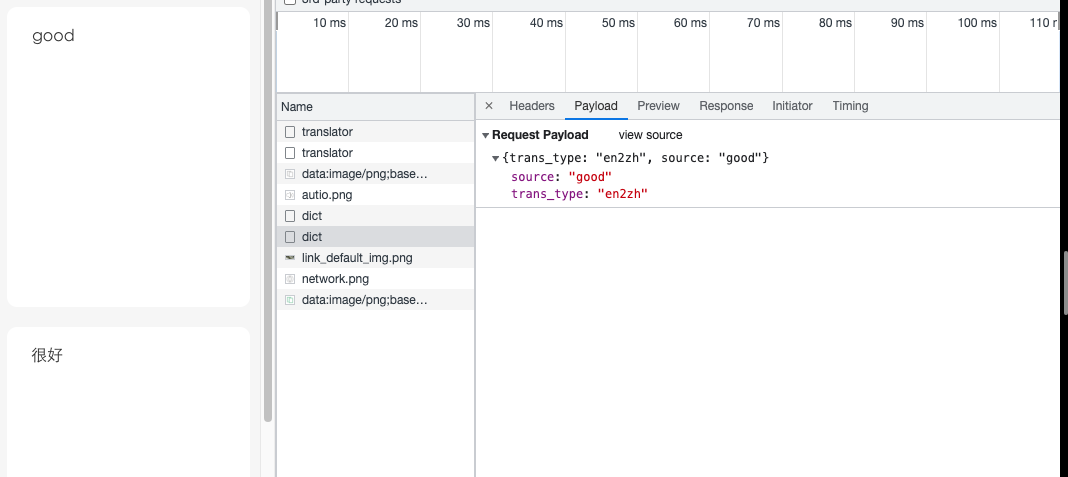 good
很好
3rd-party requests
10 ms 20 ms 30 ms 40 ms 50 ms 60 ms 70 ms 80 ms 90 ms 100 ms 110
Name
translator
translator
data:image/png;base…
autio.png
dict
dict
link_default_img.png
network.png
data:image/png;base…
× Headers Payload Preview Response Initiator Timing
Request Payload view source
{trans_type: "en2zh", source: "good"}
source: "good"
trans_type: "en2zh"